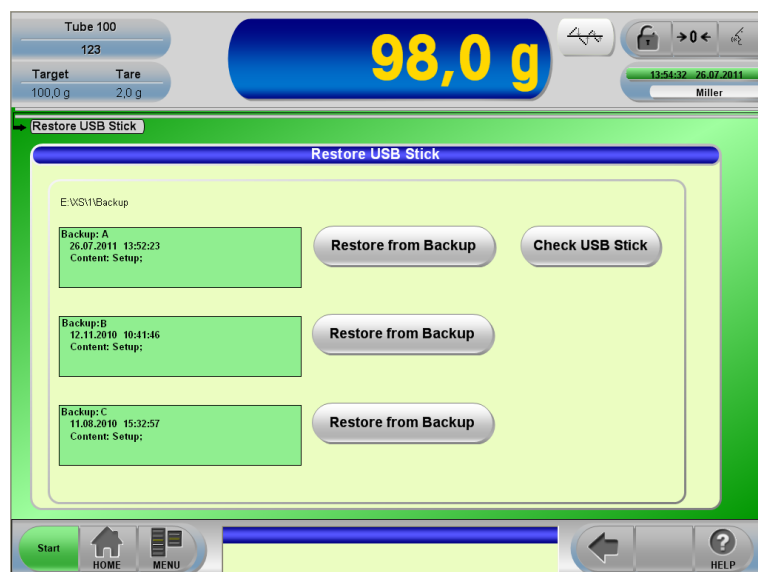 Tube 100
123
Target Tare
100,0 g 2,0 g
98,0 g
→0←
13:54:32 26.07.2011
Miller
Restore USB Stick
Restore USB Stick
E:\XS\1\Backup
Backup: A
26.07.2011 13:52:23
Content: Setup;
Restore from Backup
Check USB Stick
Backup:B
12.11.2010 10:41:46
Content: Setup;
Restore from Backup
Backup: C
11.08.2010 15:32:57
Content: Setup;
Restore from Backup
Start
HOME
MENU
?
HELP